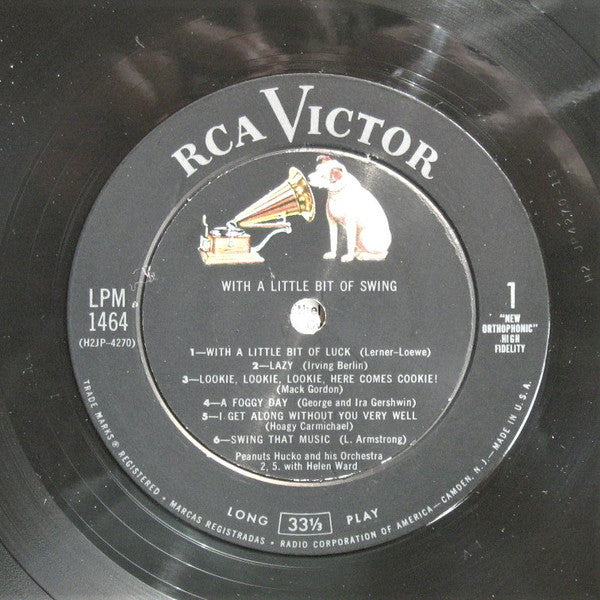 RCA VICTOR
WITH A LITTLE BIT OF SWING
LPM
1464
(H2JP-4270)
1
"NEW
ORTHOPHONIC"
HIGH
FIDELITY
1—WITH A LITTLE BIT OF LUCK (Lerner-Loewe)
2—LAZY (Irving Berlin)
3—LOOKIE, LOOKIE, LOOKIE, HERE COMES COOKIE!
(Mack Gordon)
4—A FOGGY DAY (George and Ira Gershwin)
5—I GET ALONG WITHOUT YOU VERY WELL
(Hoagy Carmichael)
6—SWING THAT MUSIC (L. Armstrong)
Peanuts Hucko and his Orchestra
2, 5. with Helen Ward
LONG 33⅓ PLAY
TRADE MARKS ® REGISTERED • MARCAS REGISTRADAS • RADIO CORPORATION OF AMERICA—CAMDEN, N.J.—MADE IN U.S.A.